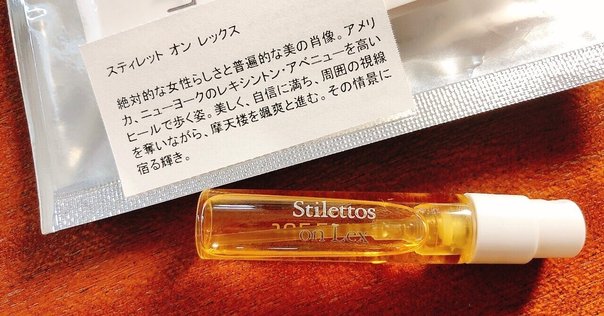 スティレット オン レックス
絶対的な女性らしさと普遍的な美の肖像。アメリ
カ、ニューヨークのレキシントン・アベニューを高い
ヒールで歩く姿。美しく、自信に満ち、周囲の視線
を奪いながら、摩天楼を颯爽と進む。その情景に
宿る輝き。
Stilettos
on Lex